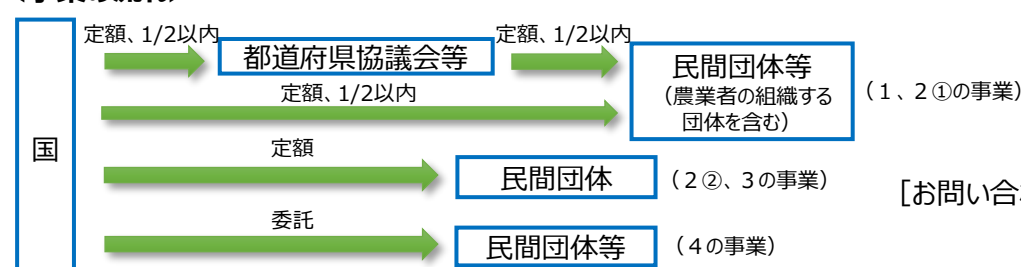 定額、1/2以内
都道府県協議会等
定額、1/2以内
民間団体等
（農業者の組織する
団体を含む）
（１、２①の事業）
定額、1/2以内
国
定額
民間団体
（２②、３の事業）
［お問い合
委託
民間団体等
（４の事業）